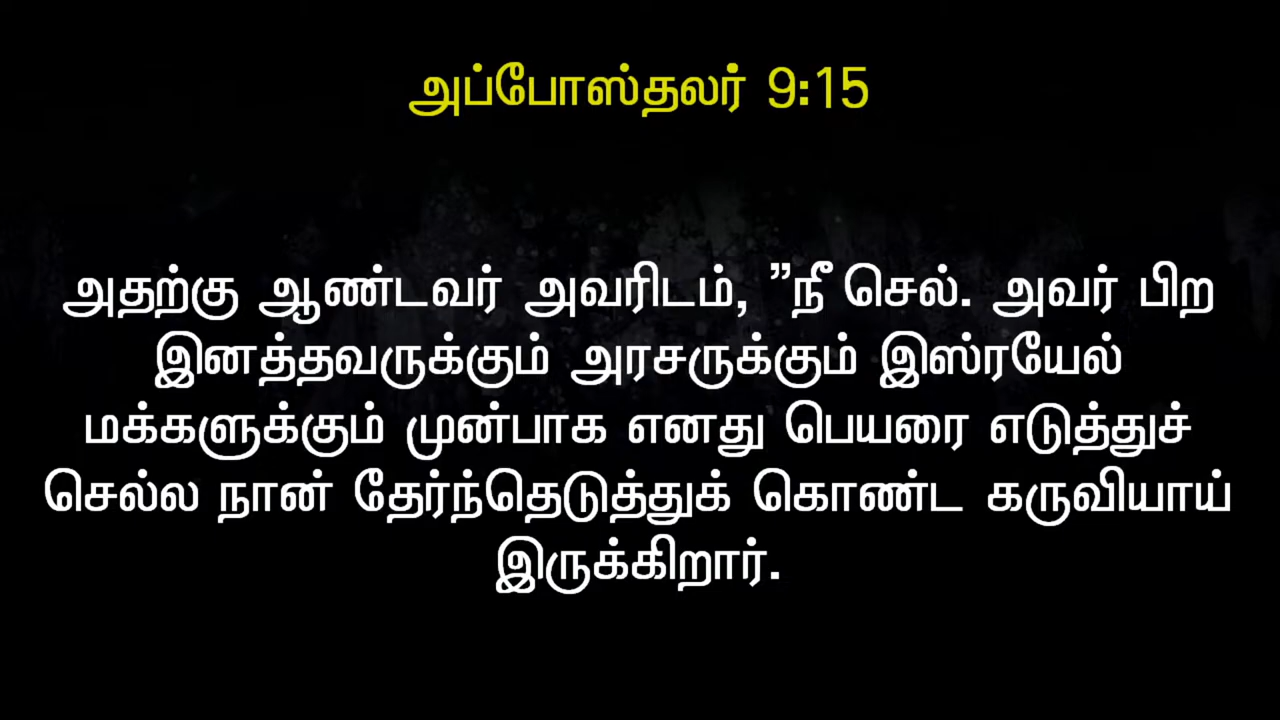 அப்போஸ்தலர் 9:15
அதற்கு ஆண்டவர் அவரிடம், ”நீ செல். அவர் பிற
இனத்தவருக்கும் அரசருக்கும் இஸ்ரயேல்
மக்களுக்கும் முன்பாக எனது பெயரை எடுத்துச்
செல்ல நான் தேர்ந்தெடுத்துக் கொண்ட கருவியாய்
இருக்கிறார்.